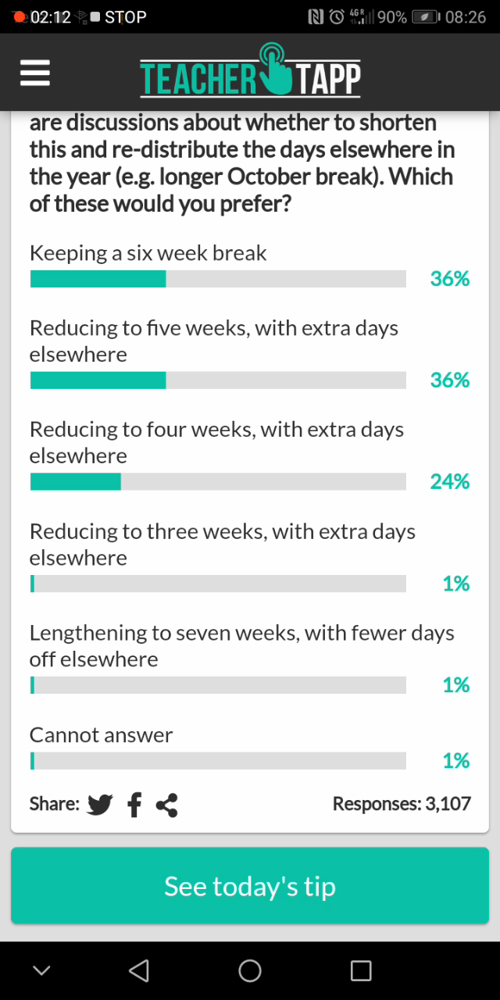 02:12 STOP 4G R 90% 08:26
TEACHER TAPP
are discussions about whether to shorten
this and re-distribute the days elsewhere in
the year (e.g. longer October break). Which
of these would you prefer?
Keeping a six week break
36%
Reducing to five weeks, with extra days
elsewhere
36%
Reducing to four weeks, with extra days
elsewhere
24%
Reducing to three weeks, with extra days
elsewhere
1%
Lengthening to seven weeks, with fewer days
off elsewhere
1%
Cannot answer
1%
Share: Responses: 3,107
See today's tip